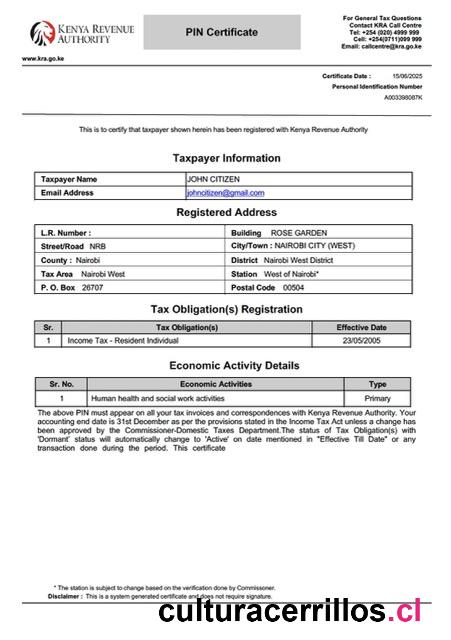 KENYA REVENUE
AUTHORITY
PIN Certificate
For General Tax Questions
Contact KRA Call Centre
Tel: +254 (020) 4999 999
Cell: +254(0711)099 999
Email: callcentre@kra.go.ke
www.kra.go.ke
Certificate Date : 15/06/2025
Personal Identification Number
A003398087K
This is to certify that taxpayer shown herein has been registered with Kenya Revenue Authority
Taxpayer Information
Taxpayer Name JOHN CITIZEN
Email Address johncitizen@gmail.com
Registered Address
L.R. Number : Building ROSE GARDEN
Street/Road NRB City/Town : NAIROBI CITY (WEST)
County : Nairobi District Nairobi West District
Tax Area Nairobi West Station West of Nairobi*
P. O. Box 26707 Postal Code 00504
Tax Obligation(s) Registration
Sr. Tax Obligation(s) Effective Date
1 Income Tax - Resident Individual 23/05/2005
Economic Activity Details
Sr. No. Economic Activities Type
1 Human health and social work activities Primary
The above PIN must appear on all your tax invoices and correspondences with Kenya Revenue Authority. Your
accounting end date is 31st December as per the provisions stated in the Income Tax Act unless a change has
been approved by the Commissioner-Domestic Taxes Department.The status of Tax Obligation(s) with
'Dormant' status will automatically change to 'Active' on date mentioned in "Effective Till Date" or any
transaction done during the period. This certificate
* The station is subject to change based on the verification done by Commissoner.
Disclaimer : This is a system generated certificate and does not require signature.
culturacerrillos.cl